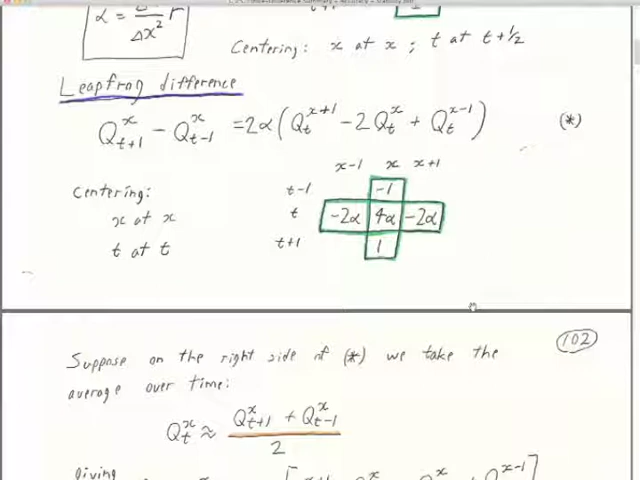 α = Δx² r
Centering: x at x ; t at t + 1/2
Leapfrog difference
Q^x_{t+1} − Q^x_{t−1} = 2α ( Q^{x+1}_t − 2Q^x_t + Q^{x−1}_t ) (*)
x−1 x x+1
Centering: t−1 −1
x at x t −2α 4α −2α
t at t t+1 1
102
Suppose on the right side of (*) we take the
average over time:
Q^x_t ≈ Q^x_{t+1} + Q^x_{t−1}
2
giving